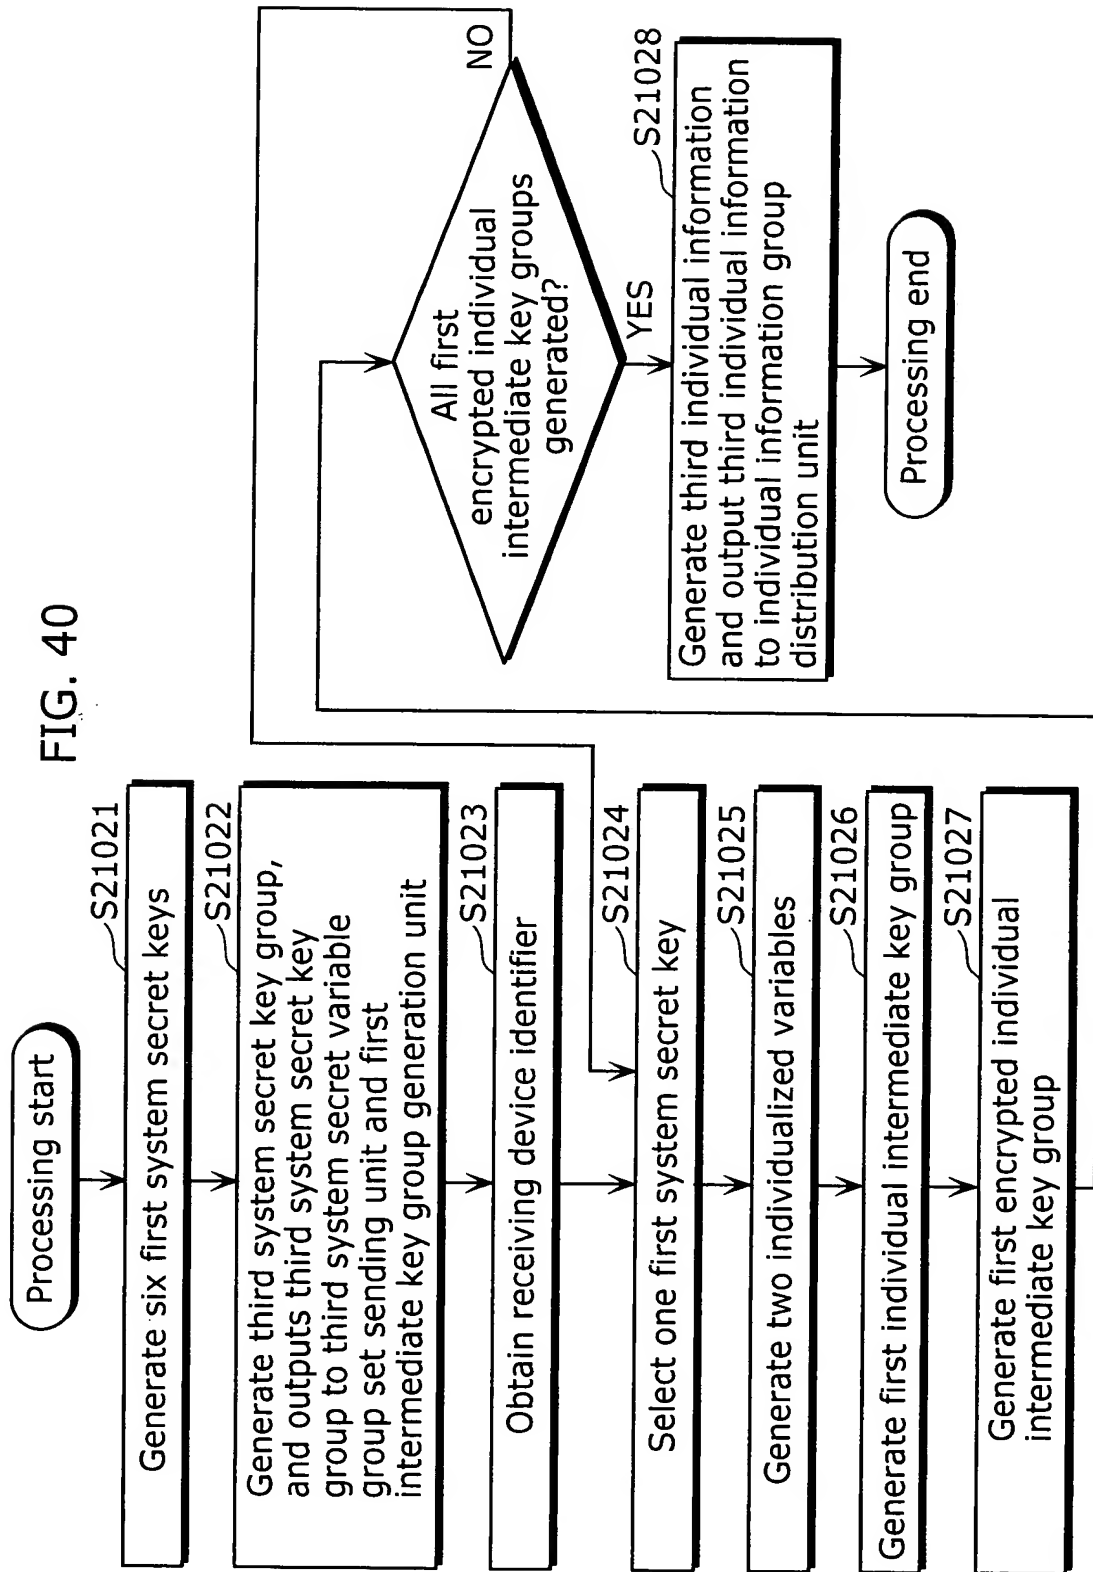 FIG. 40
Processing start
S21021
Generate six first system secret keys
S21022
Generate third system secret key group,
and outputs third system secret key
group to third system secret variable
group set sending unit and first
intermediate key group generation unit
S21023
Obtain receiving device identifier
S21024
Select one first system secret key
S21025
Generate two individualized variables
S21026
Generate first individual intermediate key group
S21027
Generate first encrypted individual
intermediate key group
All first
encrypted individual
intermediate key groups
generated?
NO
YES
S21028
Generate third individual information
and output third individual information
to individual information group
distribution unit
Processing end